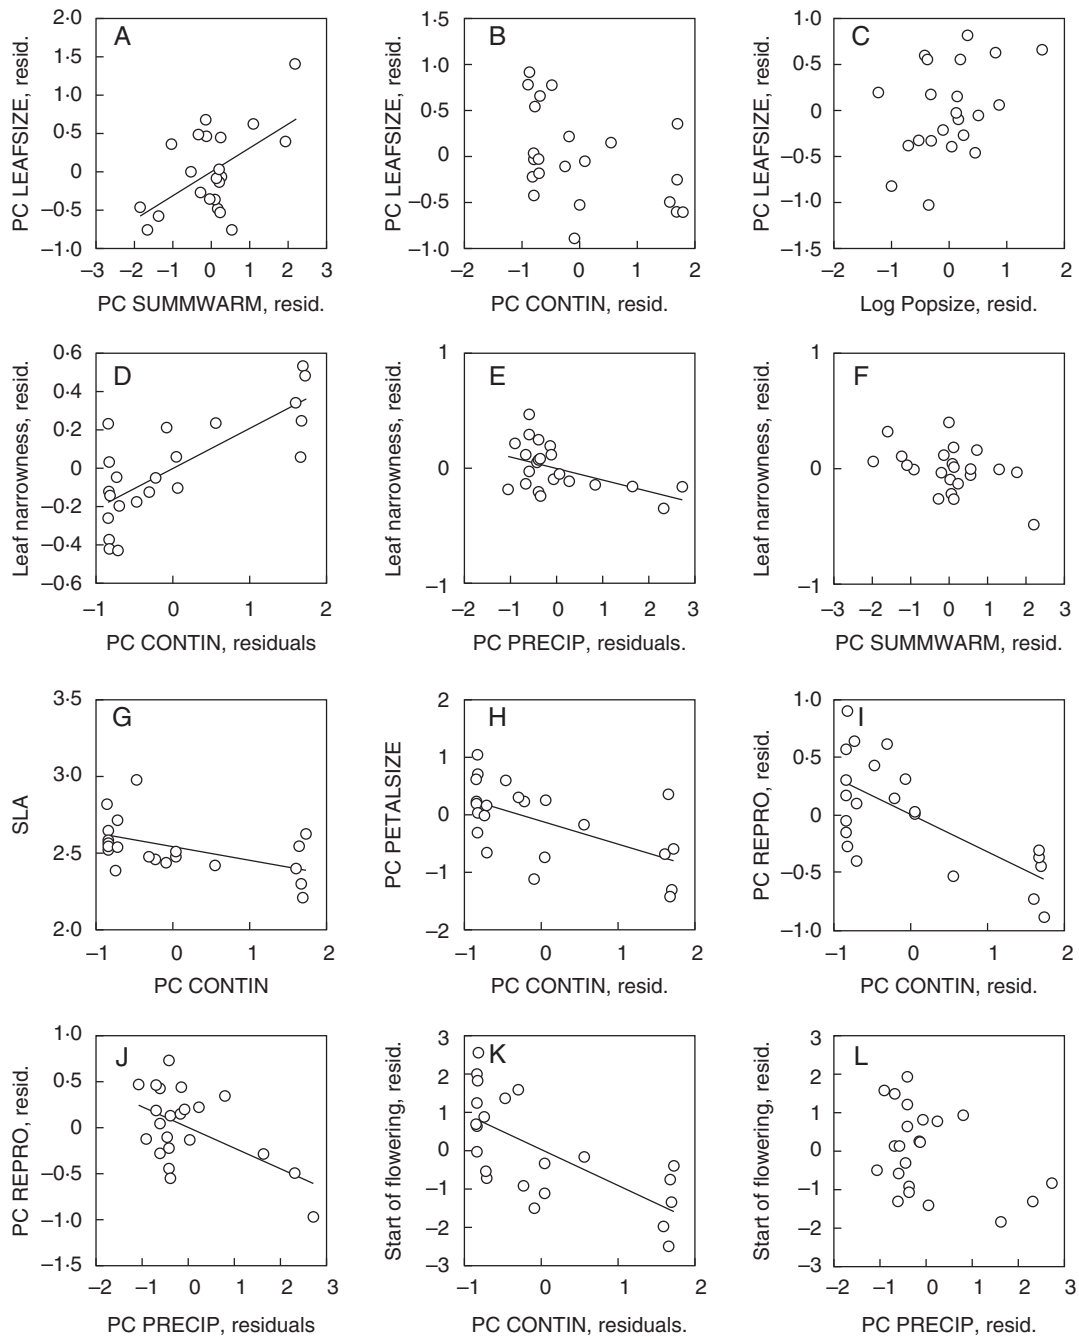 A
PC LEAFSIZE, resid.
2·0
1·5
1·0
0·5
0
–0·5
–1·0
–3 –2 –1 0 1 2 3
PC SUMMWARM, resid.
B
PC LEAFSIZE, resid.
1·5
1·0
0·5
0
–0·5
–1·0
–2 –1 0 1 2
PC CONTIN, resid.
C
PC LEAFSIZE, resid.
1·0
0·5
0
–0·5
–1·0
–1·5
–2 –1 0 1 2
Log Popsize, resid.
D
Leaf narrowness, resid.
0·6
0·4
0·2
0
–0·2
–0·4
–0.6
–1 0 1 2
PC CONTIN, residuals
E
Leaf narrowness, resid.
1
0
–1
–2 –1 0 1 2 3
PC PRECIP, residuals.
F
Leaf narrowness, resid.
1
0
–1
–3 –2 –1 0 1 2 3
PC SUMMWARM, resid.
G
SLA
3·5
3·0
2·5
2·0
–1 0 1 2
PC CONTIN
H
PC PETALSIZE
2
1
0
–1
–2
–1 0 1 2
PC CONTIN, resid.
I
PC REPRO, resid.
1·0
0·5
0
–0·5
–1·0
–1 0 1 2
PC CONTIN, resid.
J
PC REPRO, resid.
1·0
0·5
0
–0·5
–1·0
–1·5
–2 –1 0 1 2 3
PC PRECIP, residuals
K
Start of flowering, resid.
3
2
1
0
–1
–2
–3
–1 0 1 2
PC CONTIN, residuals.
L
Start of flowering, resid.
3
2
1
0
–1
–2
–3
–2 –1 0 1 2 3
PC PRECIP, resid.